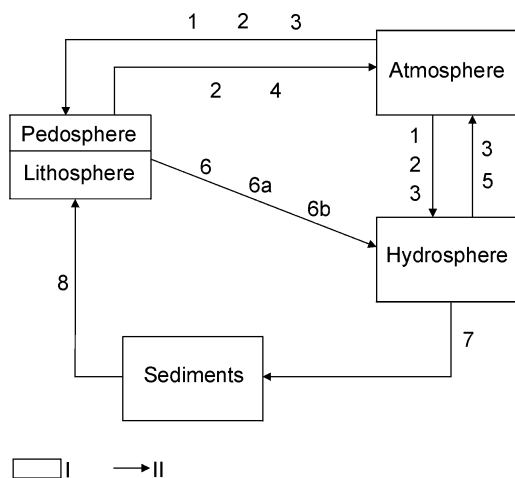 1 2 3
Atmosphere
2 4
Pedosphere
Lithosphere
1
2
3
3
5
6
6a
6b
Hydrosphere
8
7
Sediments
I
II